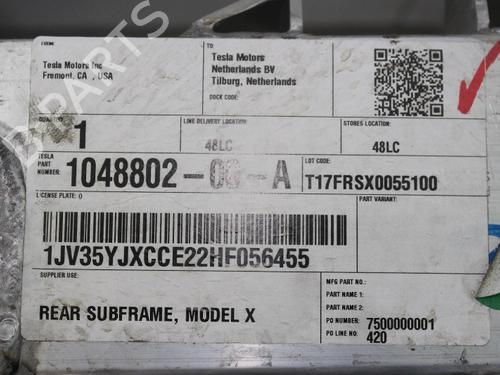 FROM:
Tesla Motors Inc
Fremont, CA , USA
TO:
Tesla Motors
Netherlands BV
Tilburg, Netherlands
DOCK CODE:
QUANTITY
1
LINE DELIVERY LOCATION:
48LC
STORES LOCATION:
48LC
TESLA
PART
NUMBER:
1048802-00-A
LOT CODE:
T17FRSX0055100
LICENSE PLATE: (V)
PART VARIANT:
1JV35YJXCCE22HF056455
SUPPLIER USE:
REAR SUBFRAME, MODEL X
MFG PART NAME:
PART NAME 1:
PART NAME 2:
PO NUMBER: 7500000001
PO LINE NO: 420
PARTS